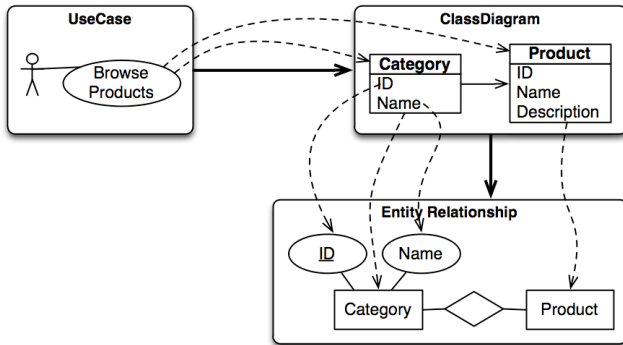 UseCase
Browse
Products
ClassDiagram
Category
ID
Name
Product
ID
Name
Description
Entity Relationship
ID
Name
Category
Product